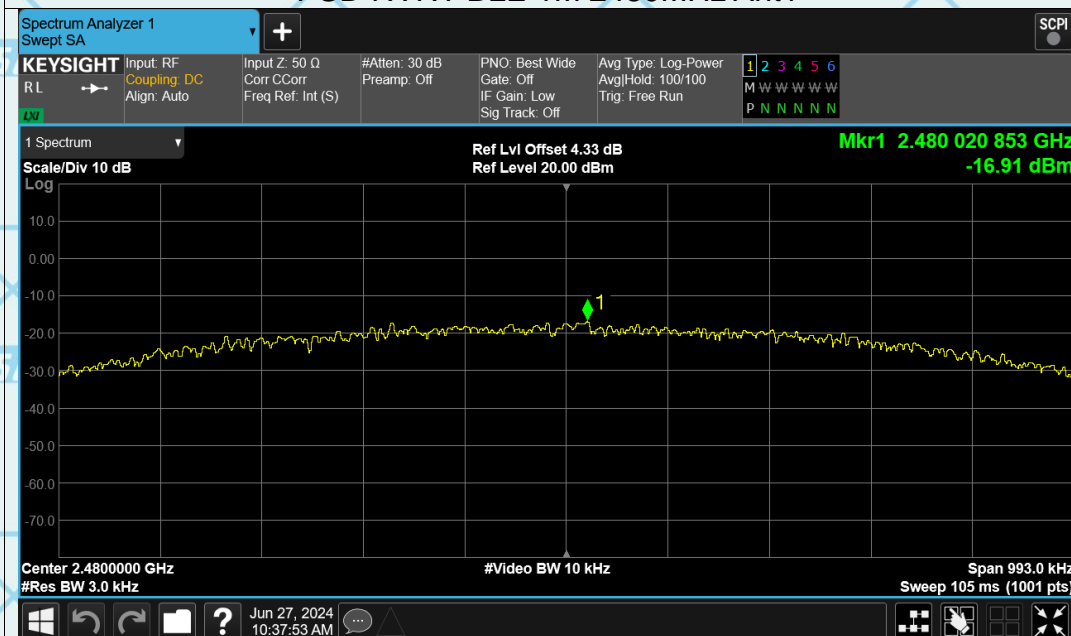 Spectrum Analyzer 1
Swept SA
+
SCPI
KEYSIGHT
RL
LXI
Input: RF
Coupling: DC
Align: Auto
Input Z: 50 Ω
Corr CCorr
Freq Ref: Int (S)
#Atten: 30 dB
Preamp: Off
PNO: Best Wide
Gate: Off
IF Gain: Low
Sig Track: Off
Avg Type: Log-Power
Avg|Hold: 100/100
Trig: Free Run
1 2 3 4 5 6
M W W W W W
P N N N N N
1 Spectrum
Scale/Div 10 dB
Log
Ref Lvl Offset 4.33 dB
Ref Level 20.00 dBm
Mkr1 2.480 020 853 GHz
-16.91 dBm
10.0
0.00
-10.0
1
-20.0
-30.0
-40.0
-50.0
-60.0
-70.0
Center 2.4800000 GHz
#Res BW 3.0 kHz
#Video BW 10 kHz
Span 993.0 kHz
Sweep 105 ms (1001 pts)
?
Jun 27, 2024
10:37:53 AM